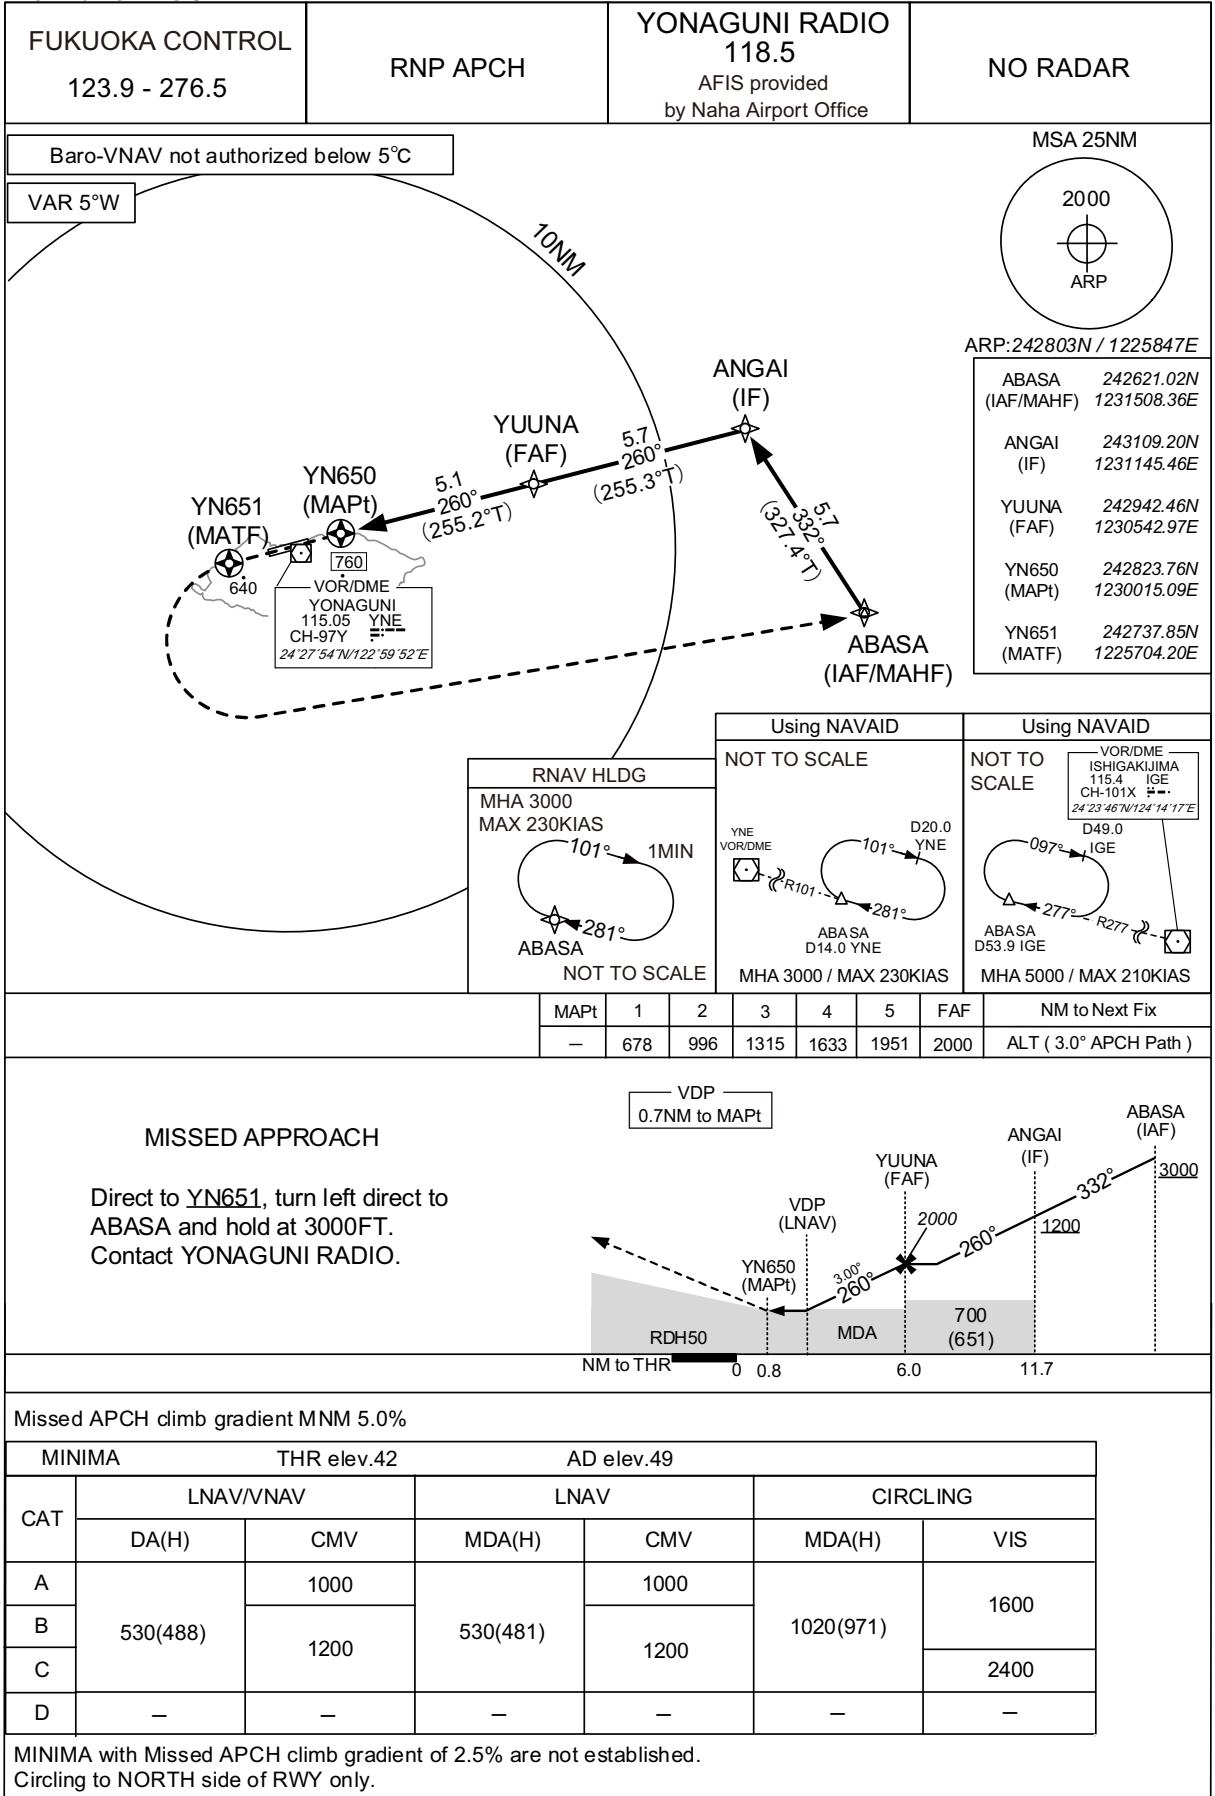 FUKUOKA CONTROL
123.9 - 276.5
RNP APCH
YONAGUNI RADIO
118.5
AFIS provided
by Naha Airport Office
NO RADAR
Baro-VNAV not authorized below 5°C
VAR 5°W
10NM
MSA 25NM
2000
ARP
ARP:242803N / 1225847E
ABASA 242621.02N
(IAF/MAHF) 1231508.36E
ANGAI 243109.20N
(IF) 1231145.46E
YUUNA 242942.46N
(FAF) 1230542.97E
YN650 242823.76N
(MAPt) 1230015.09E
YN651 242737.85N
(MATF) 1225704.20E
ANGAI
(IF)
YUUNA
(FAF)
YN650
(MAPt)
YN651
(MATF)
5.7
260°
(255.3°T)
5.1
260°
(255.2°T)
5.7
332°
(327.4°T)
760
640
VOR/DME
YONAGUNI
115.05 YNE
CH-97Y
24°27'54"N/122°59'52"E
ABASA
(IAF/MAHF)
RNAV HLDG
MHA 3000
MAX 230KIAS
101° 1MIN
281°
ABASA
NOT TO SCALE
Using NAVAID
NOT TO SCALE
YNE
VOR/DME
D20.0
YNE
101°
R101
281°
ABASA
D14.0 YNE
MHA 3000 / MAX 230KIAS
Using NAVAID
NOT TO
SCALE
VOR/DME
ISHIGAKIJIMA
115.4 IGE
CH-101X
24°23'46"N/124°14'17"E
D49.0
IGE
097°
277°
R277
ABASA
D53.9 IGE
MHA 5000 / MAX 210KIAS
MAPt 1 2 3 4 5 FAF NM to Next Fix
— 678 996 1315 1633 1951 2000 ALT ( 3.0° APCH Path )
MISSED APPROACH
Direct to YN651, turn left direct to
ABASA and hold at 3000FT.
Contact YONAGUNI RADIO.
VDP
0.7NM to MAPt
ABASA
(IAF)
ANGAI
(IF)
YUUNA
(FAF)
VDP
(LNAV)
YN650
(MAPt)
3000
332°
1200
2000
260°
3.00°
260°
700
(651)
MDA
RDH50
NM to THR 0 0.8 6.0 11.7
Missed APCH climb gradient MNM 5.0%
MINIMA THR elev.42 AD elev.49
CAT LNAV/VNAV LNAV CIRCLING
DA(H) CMV MDA(H) CMV MDA(H) VIS
A 1000 1000
B 530(488) 1200 530(481) 1200 1020(971) 1600
C 2400
D — — — — — —
MINIMA with Missed APCH climb gradient of 2.5% are not established.
Circling to NORTH side of RWY only.